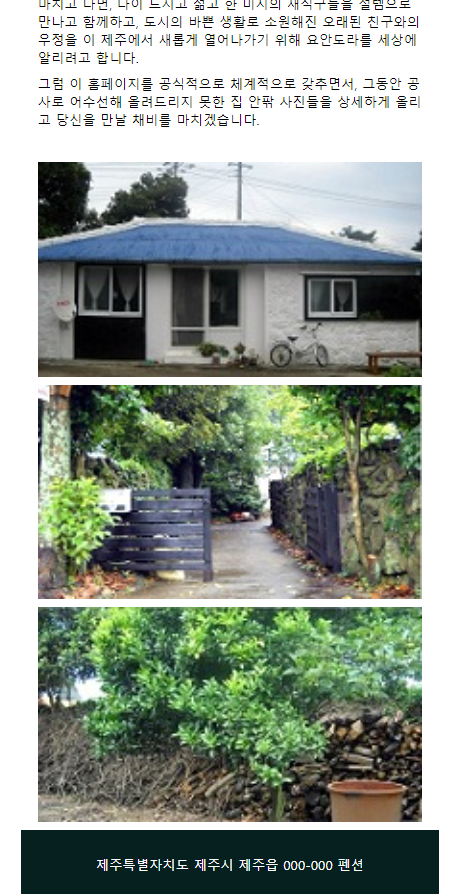 마치고 나면, 나이 드시고 젊고 한 미지의 새식구들을 설렘으로
만나고 함께하고, 도시의 바쁜 생활로 소원해진 오래된 친구와의
우정을 이 제주에서 새롭게 열어나가기 위해 요안도라를 세상에
알리려고 합니다.
그럼 이 홈페이지를 공식적으로 체계적으로 갖추면서, 그동안 공
사로 어수선해 올려드리지 못한 집 안팎 사진들을 상세하게 올리
고 당신을 만날 채비를 마치겠습니다.
제주특별자치도 제주시 제주읍 000-000 펜션